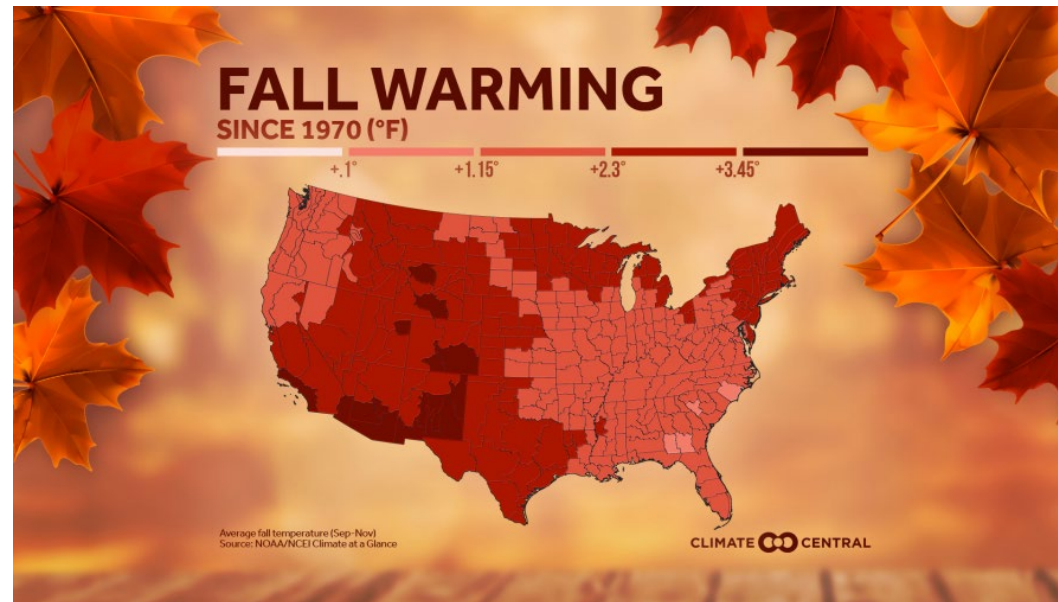 FALL WARMING
SINCE 1970 (°F)
+.1° +1.15° +2.3° +3.45°
Average fall temperature (Sep-Nov)
Source: NOAA/NCEI Climate at a Glance
CLIMATE CENTRAL